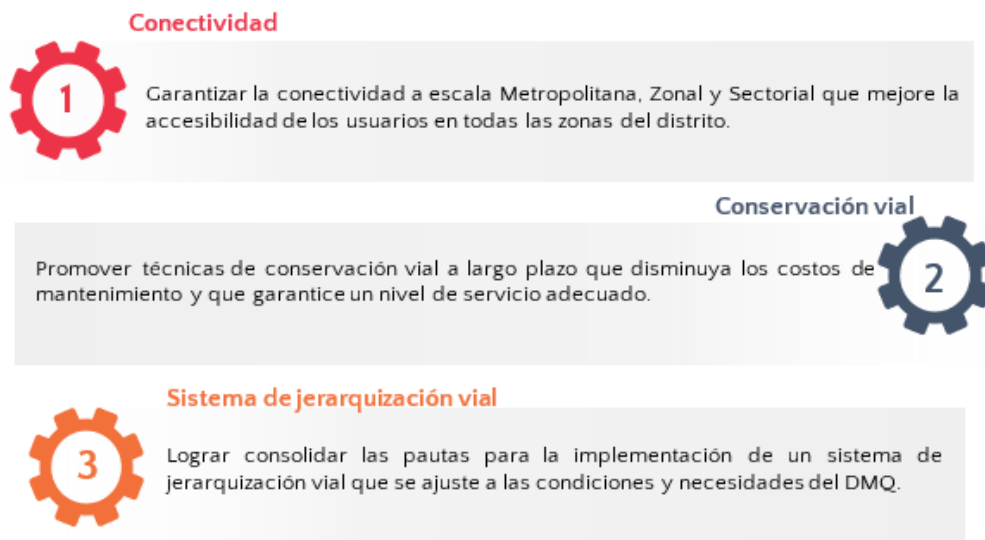 Conectividad
1
Garantizar la conectividad a escala Metropolitana, Zonal y Sectorial que mejore la
accesibilidad de los usuarios en todas las zonas del distrito.
Conservación vial
2
Promover técnicas de conservación vial a largo plazo que disminuya los costos de
mantenimiento y que garantice un nivel de servicio adecuado.
Sistema de jerarquización vial
3
Lograr consolidar las pautas para la implementación de un sistema de
jerarquización vial que se ajuste a las condiciones y necesidades del DMQ.